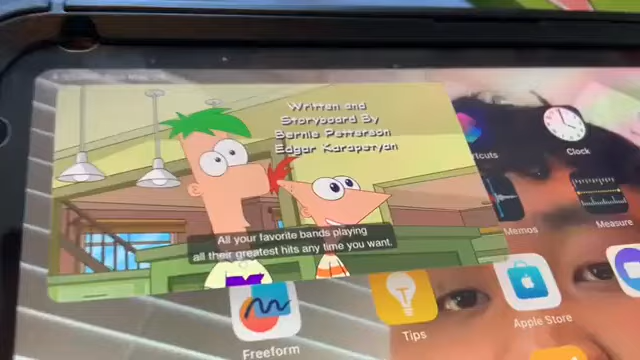 Written and
Storyboard By
Bernie Petterson
Edgar Karapetyan
All your favorite bands playing
all their greatest hits any time you want.
rtcuts
Clock
Memos
Measure
Freeform
Tips
Apple Store